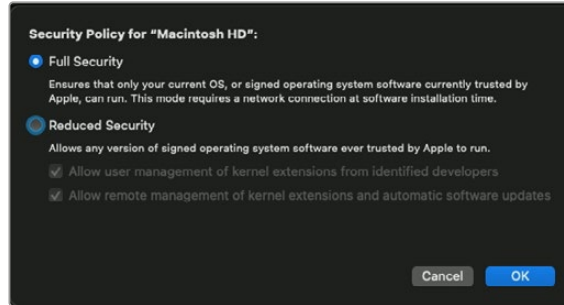 Security Policy for “Macintosh HD”:
Full Security
Ensures that only your current OS, or signed operating system software currently trusted by
Apple, can run. This mode requires a network connection at software installation time.
Reduced Security
Allows any version of signed operating system software ever trusted by Apple to run.
Allow user management of kernel extensions from identified developers
Allow remote management of kernel extensions and automatic software updates
Cancel OK